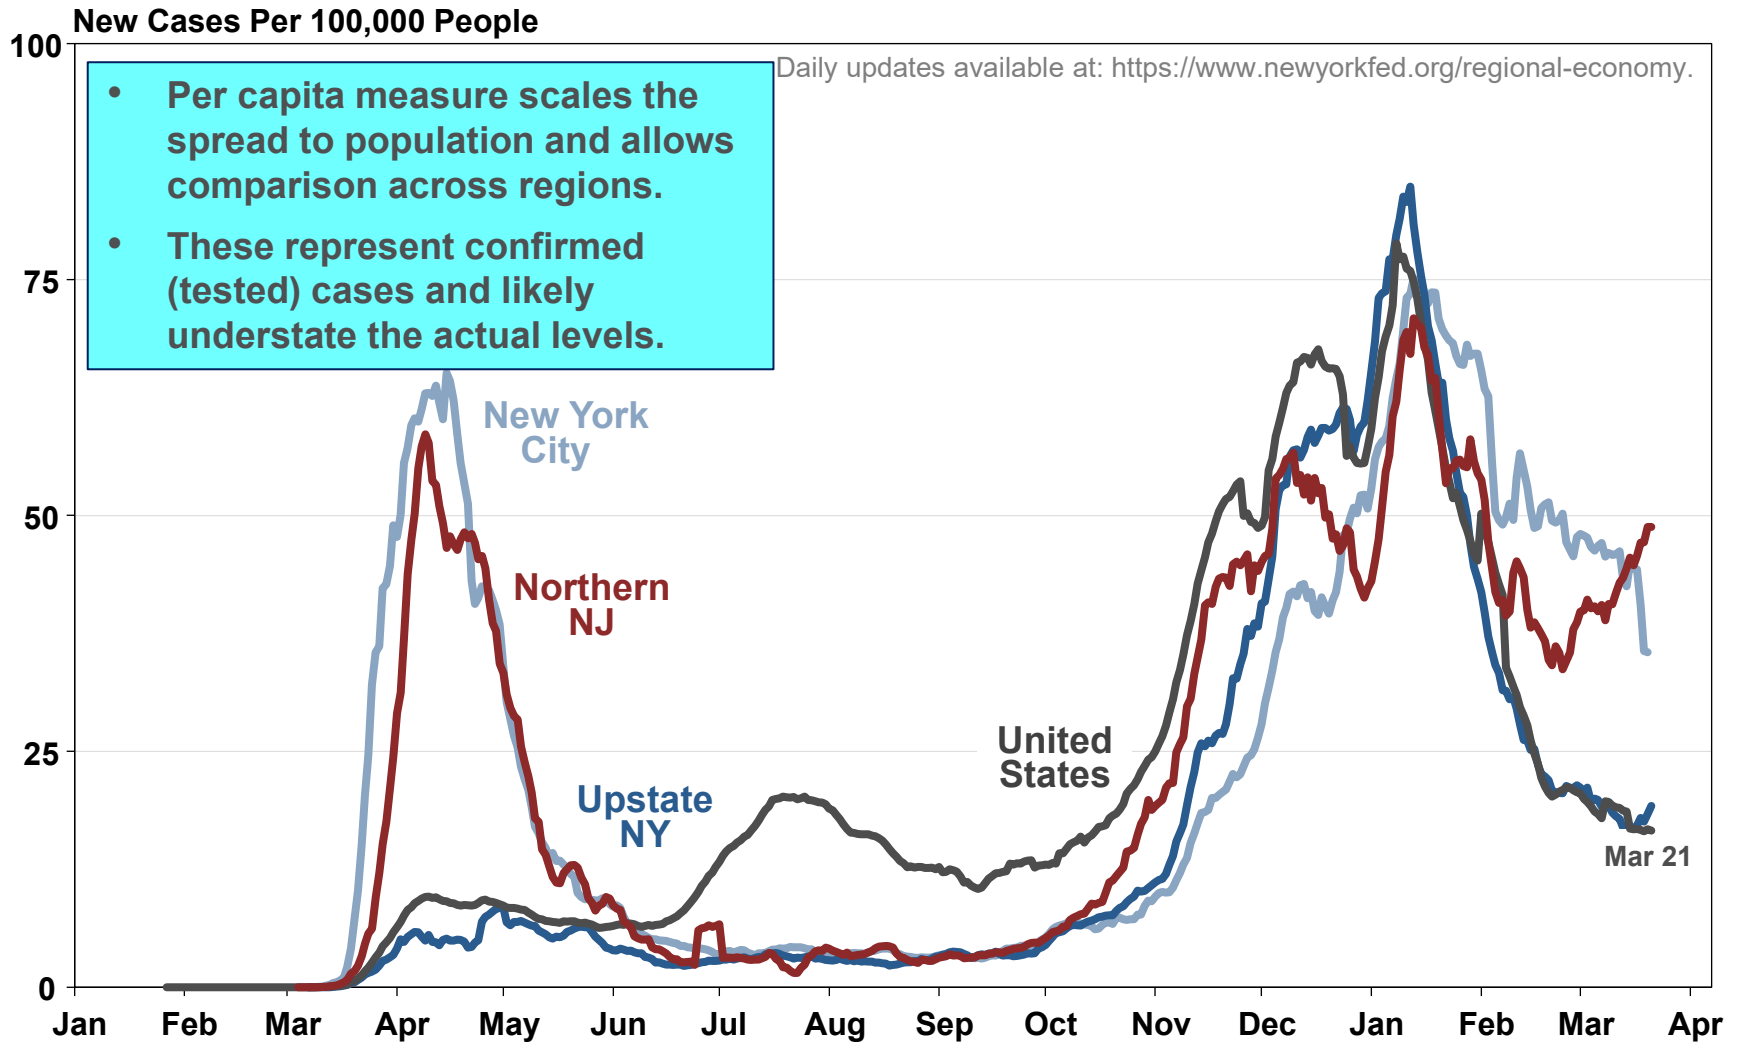 New Cases Per 100,000 People
100
Daily updates available at: https://www.newyorkfed.org/regional-economy.
• Per capita measure scales the
spread to population and allows
comparison across regions.
• These represent confirmed
(tested) cases and likely
understate the actual levels.
75
New York
City
50
Northern
NJ
United
States
25
Upstate
NY
Mar 21
0
Jan Feb Mar Apr May Jun Jul Aug Sep Oct Nov Dec Jan Feb Mar Apr